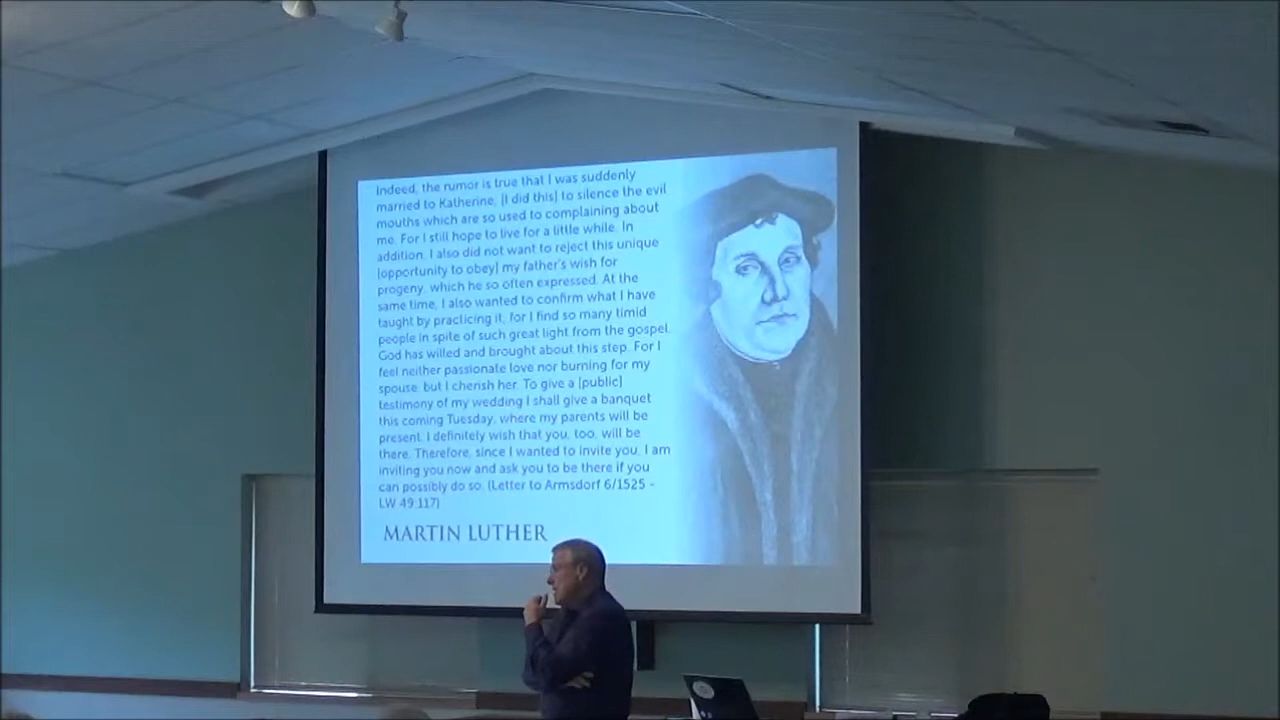 Indeed, the rumor is true that I was suddenly
married to Katherine, [I did this] to silence the evil
mouths which are so used to complaining about
me. For I still hope to live for a little while. In
addition, I also did not want to reject this unique
[opportunity to obey] my father's wish for
progeny, which he so often expressed. At the
same time, I also wanted to confirm what I have
taught by practicing it; for I find so many timid
people in spite of such great light from the gospel.
God has willed and brought about this step. For I
feel neither passionate love nor burning for my
spouse, but I cherish her. To give a [public]
testimony of my wedding I shall give a banquet
this coming Tuesday, where my parents will be
present. I definitely wish that you, too, will be
there. Therefore, since I wanted to invite you, I am
inviting you now and ask you to be there if you
can possibly do so. (Letter to Armsdorf 6/1525 -
LW 49:117)
MARTIN LUTHER